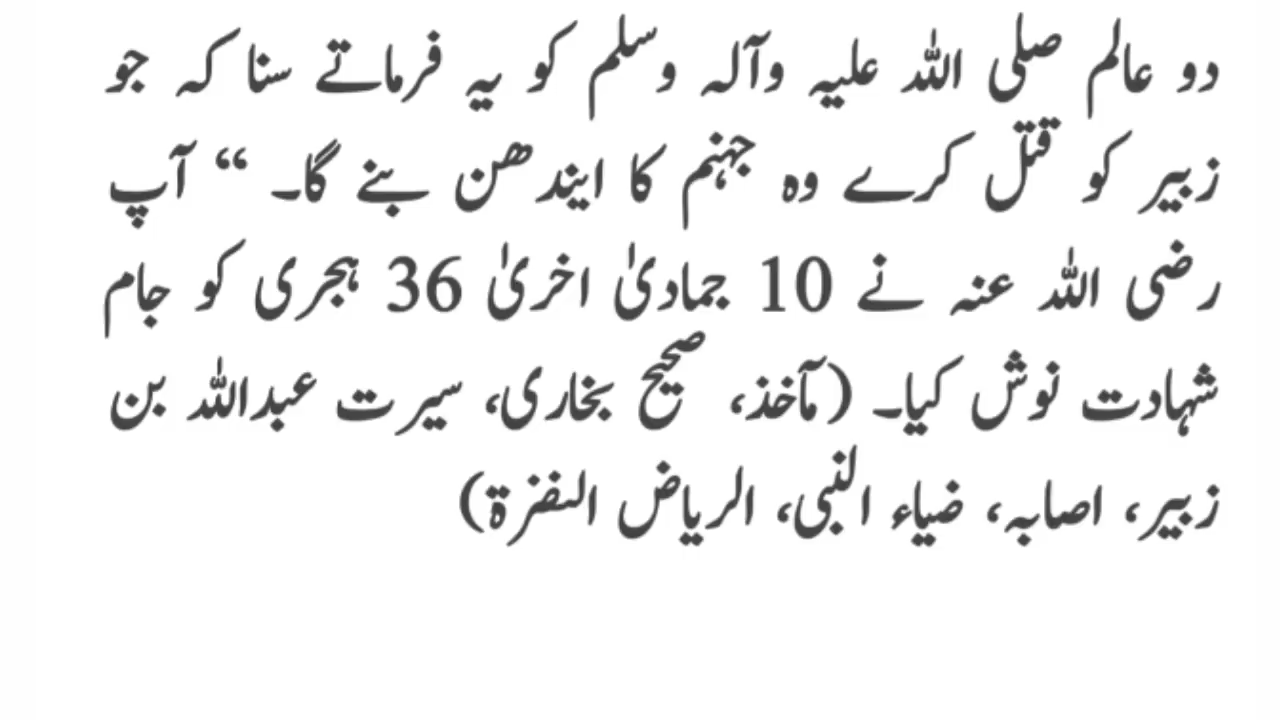 دو عالم صلی اللہ علیہ وآلہ وسلم کو یہ فرماتے سنا کہ جو
زبیر کو قتل کرے وہ جہنم کا ایندھن بنے گا۔ “ آپ
رضی اللہ عنہ نے 10 جمادیٰ اخریٰ 36 ہجری کو جام
شہادت نوش کیا۔ (مآخذ، صحیح بخاری، سیرت عبداللہ بن
زبیر، اصابہ، ضیاء النبی، الریاض النفزۃ)